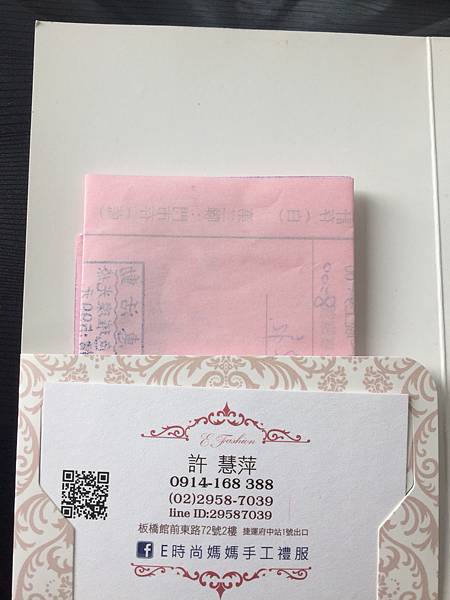 E.Fashion
許 慧萍
0914-168 388
(02)2958-7039
line ID:29587039
板橋館前東路72號2樓 捷運府中站1號出口
E時尚媽媽手工禮服